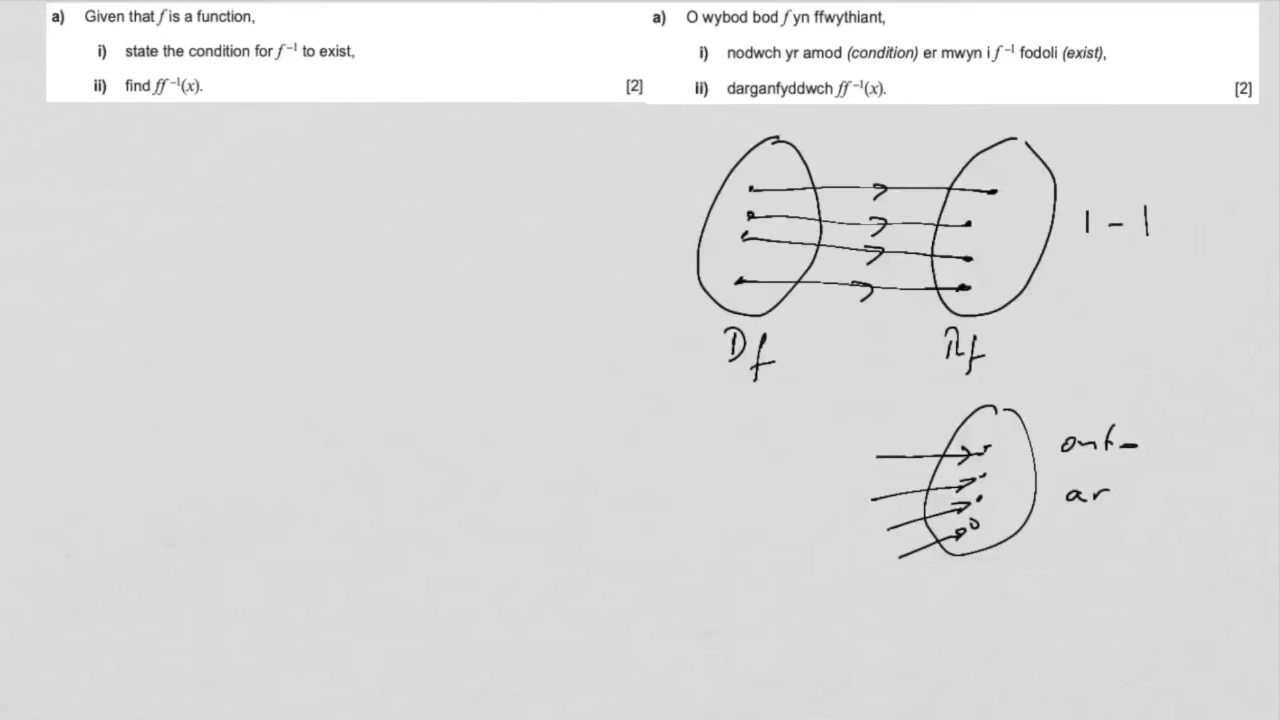 a) Given that f is a function,
i) state the condition for f⁻¹ to exist,
ii) find ff⁻¹(x). [2]
a) O wybod bod f yn ffwythiant,
i) nodwch yr amod (condition) er mwyn i f⁻¹ fodoli (exist),
ii) darganfyddwch ff⁻¹(x). [2]
1 - 1
Df
Rf
ont-
ar